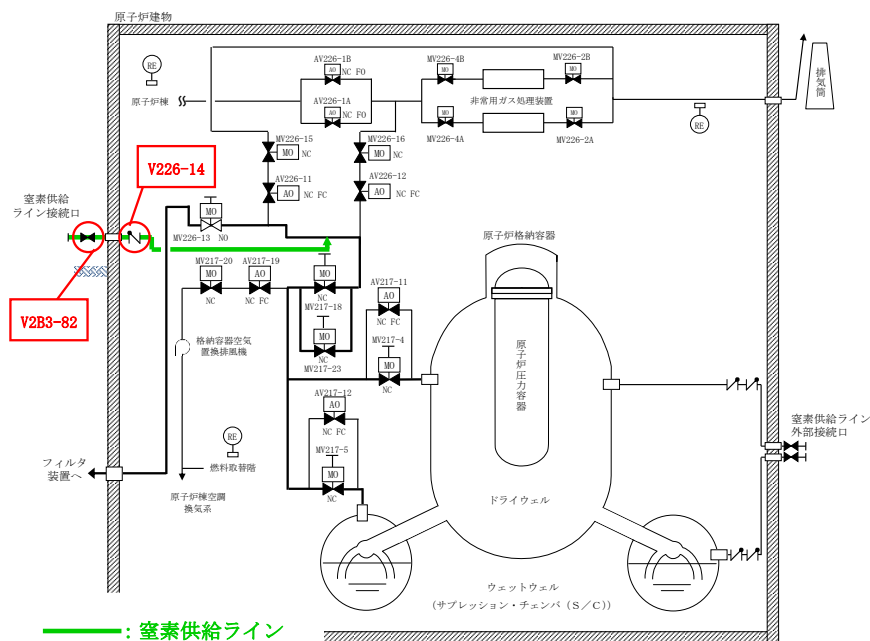 原子炉建物
RE
AV226-1B
AO
NC FO
MV226-4B
MO
MV226-2B
MO
排気筒
原子炉棟
AV226-1A
AO
NC FO
非常用ガス処理装置
MO
MV226-4A
MO
MV226-2A
RE
MV226-15
MO
NC
MV226-16
MO
NC
V226-14
AV226-11
AO
NC FC
AV226-12
AO
NC FC
窒素供給
ライン接続口
MO
MV226-13
NO
原子炉格納容器
V2B3-82
MV217-20
MO
NC
AV217-19
AO
NC FC
MO
NC
MV217-18
AV217-11
AO
NC FC
MO
NC
MV217-23
MV217-4
MO
NC
格納容器空気
置換排風機
原子炉圧力容器
AV217-12
AO
NC FC
窒素供給ライン
外部接続口
RE
MV217-5
MO
NC
フィルタ
装置へ
燃料取替階
原子炉棟空調
換気系
ドライウェル
ウェットウェル
(サプレッション・チェンバ(S/C))
:窒素供給ライン